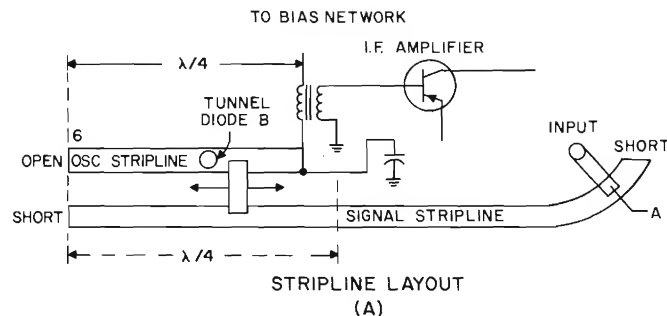 TO BIAS NETWORK
I.F. AMPLIFIER
λ/4
TUNNEL
DIODE B
6
INPUT
SHORT
OPEN
OSC STRIPLINE
SHORT
SIGNAL STRIPLINE
A
λ/4
STRIPLINE LAYOUT
(A)